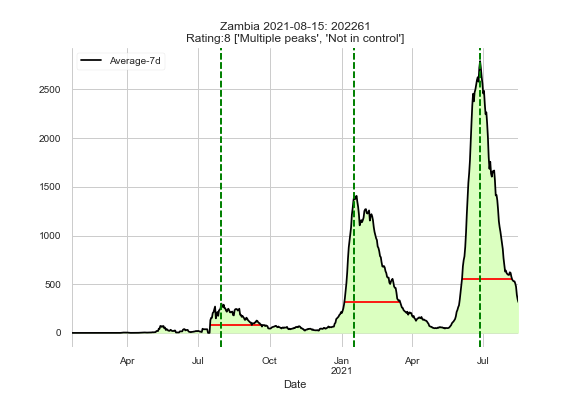 Zambia 2021-08-15: 202261
Rating:8 ['Multiple peaks', 'Not in control']
Average-7d
2500
2000
1500
1000
500
0
Apr Jul Oct Jan Apr Jul
2021
Date